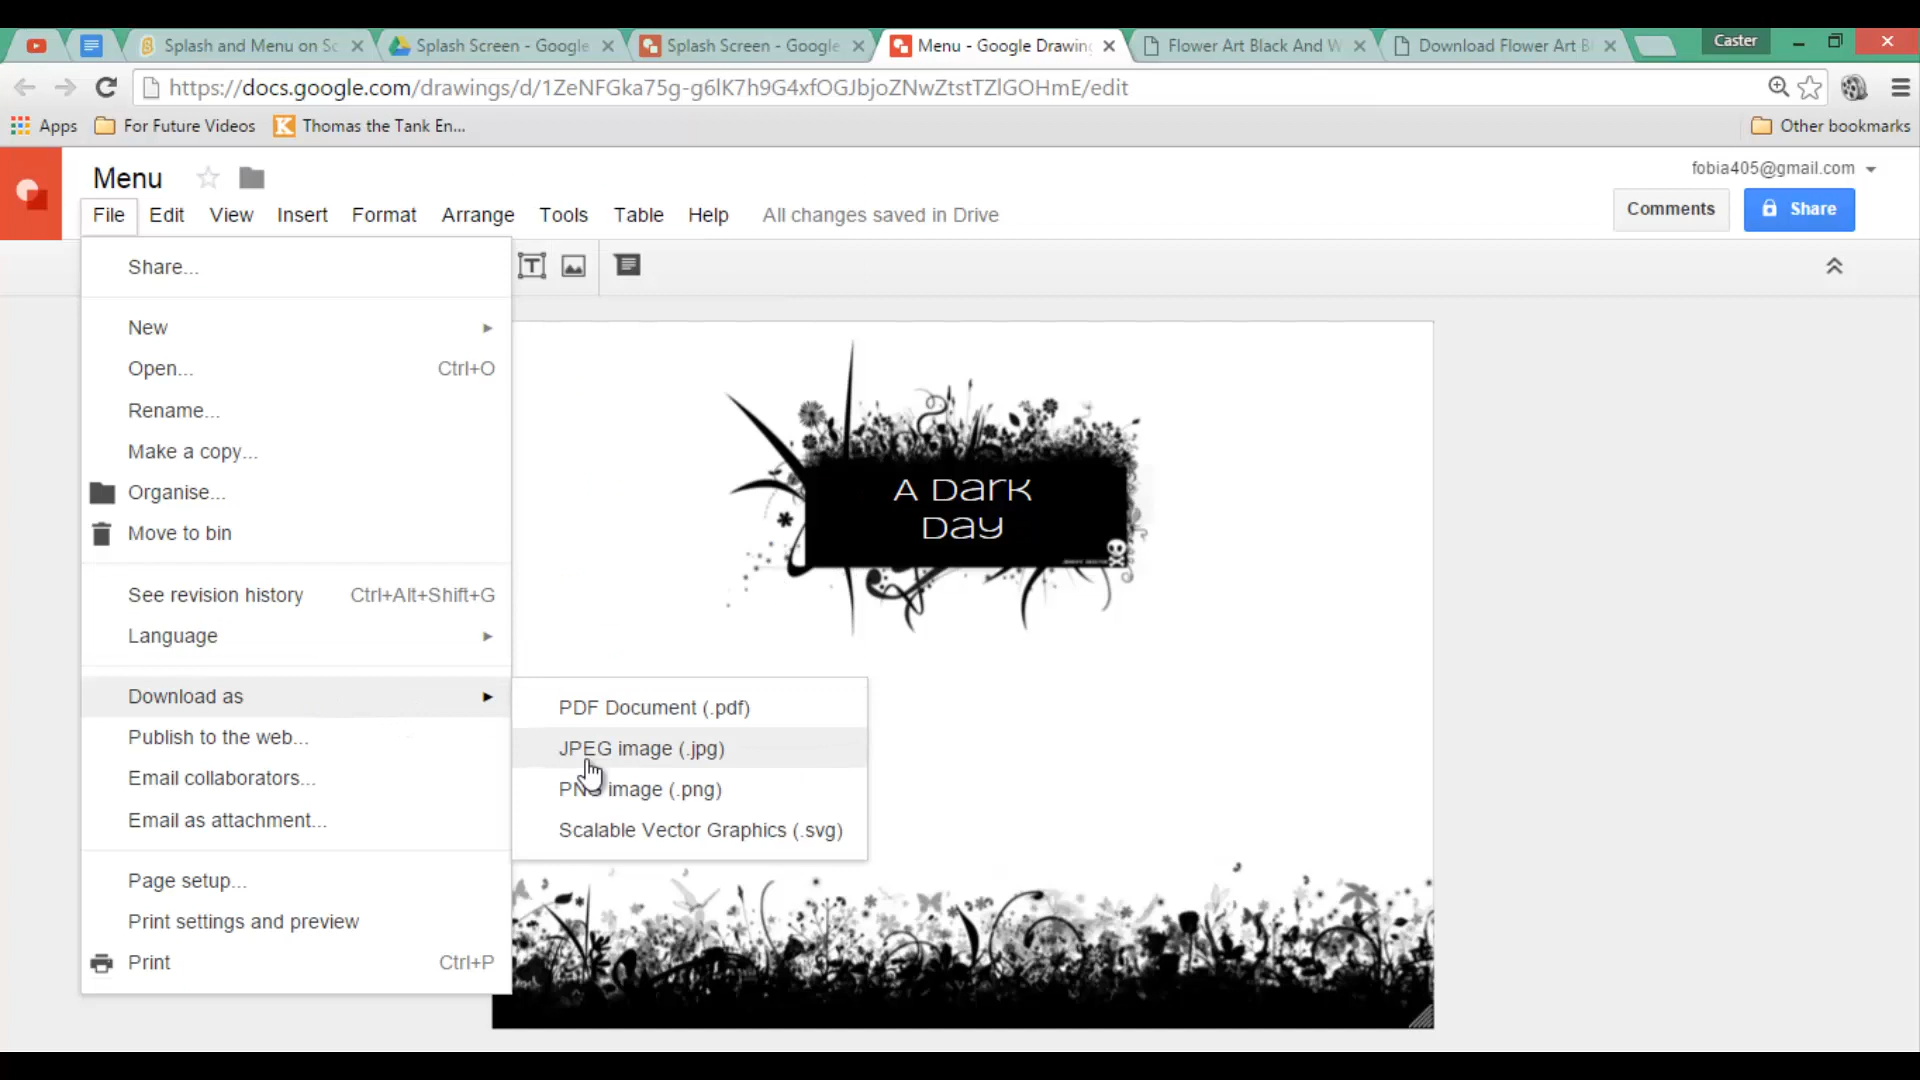 Splash and Menu on Sc
Splash Screen - Google
Splash Screen - Google
Menu - Google Drawin
Flower Art Black And W
Download Flower Art B
Caster
https://docs.google.com/drawings/d/1ZeNFGka75g-g6lK7h9G4xfOGJbjoZNwZtstTZlGOHmE/edit
Apps
For Future Videos
Thomas the Tank En...
Other bookmarks
Menu
fobia405@gmail.com
File Edit View Insert Format Arrange Tools Table Help All changes saved in Drive
Comments
Share
Share...
New
Open... Ctrl+O
Rename...
Make a copy...
Organise...
Move to bin
See revision history Ctrl+Alt+Shift+G
Language
Download as
Publish to the web...
Email collaborators...
Email as attachment...
Page setup...
Print settings and preview
Print Ctrl+P
PDF Document (.pdf)
JPEG image (.jpg)
PNG image (.png)
Scalable Vector Graphics (.svg)
A Dark
Day